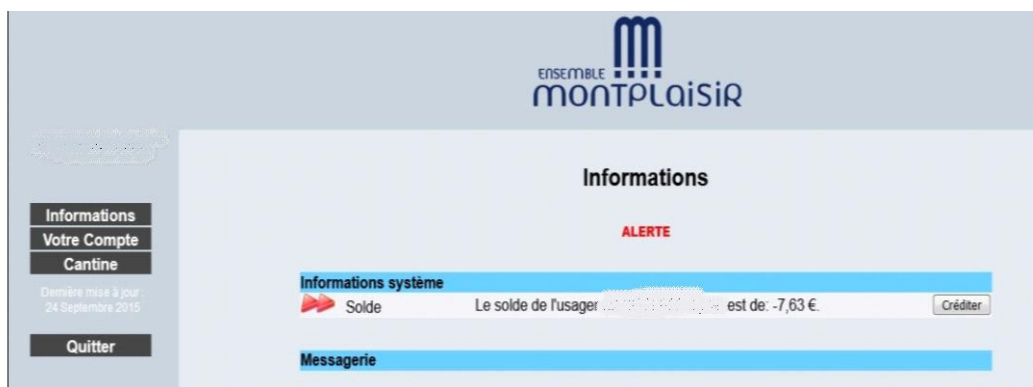 ENSEMBLE
MONTPLaiSiR
Informations
ALERTE
Informations
Votre Compte
Cantine
Dernière mise à jour :
24 Septembre 2015
Quitter
Informations système
Solde Le solde de l'usager est de: -7,63 €. Créditer
Messagerie